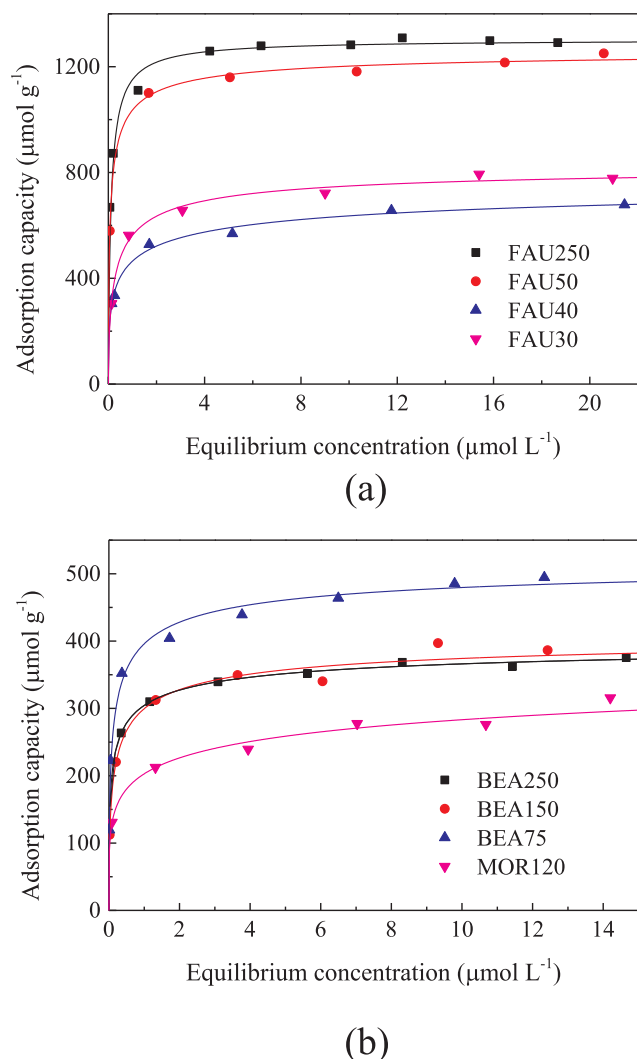 1200
800
400
0
Adsorption capacity (µmol g⁻¹)
FAU250
FAU50
FAU40
FAU30
0 4 8 12 16 20
Equilibrium concentration (µmol L⁻¹)
(a)
500
400
300
200
100
0
Adsorption capacity (µmol g⁻¹)
BEA250
BEA150
BEA75
MOR120
0 2 4 6 8 10 12 14
Equilibrium concentration (µmol L⁻¹)
(b)